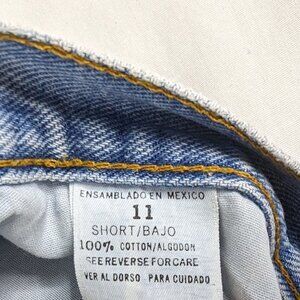 ENSAMBLADO EN MEXICO
11
SHORT/BAJO
100% COTTON/ALGODON
SEE REVERSE FOR CARE
VER AL DORSO PARA CUIDADO